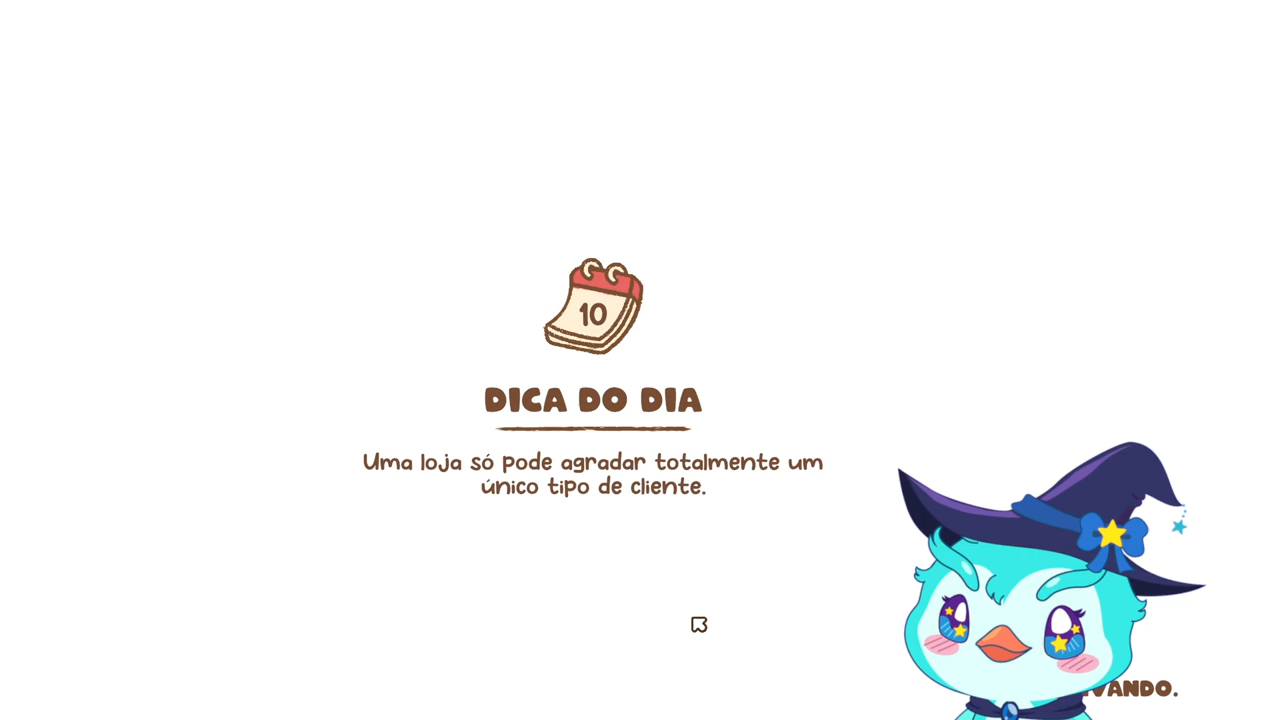 10
DICA DO DIA
Uma loja só pode agradar totalmente um
único tipo de cliente.